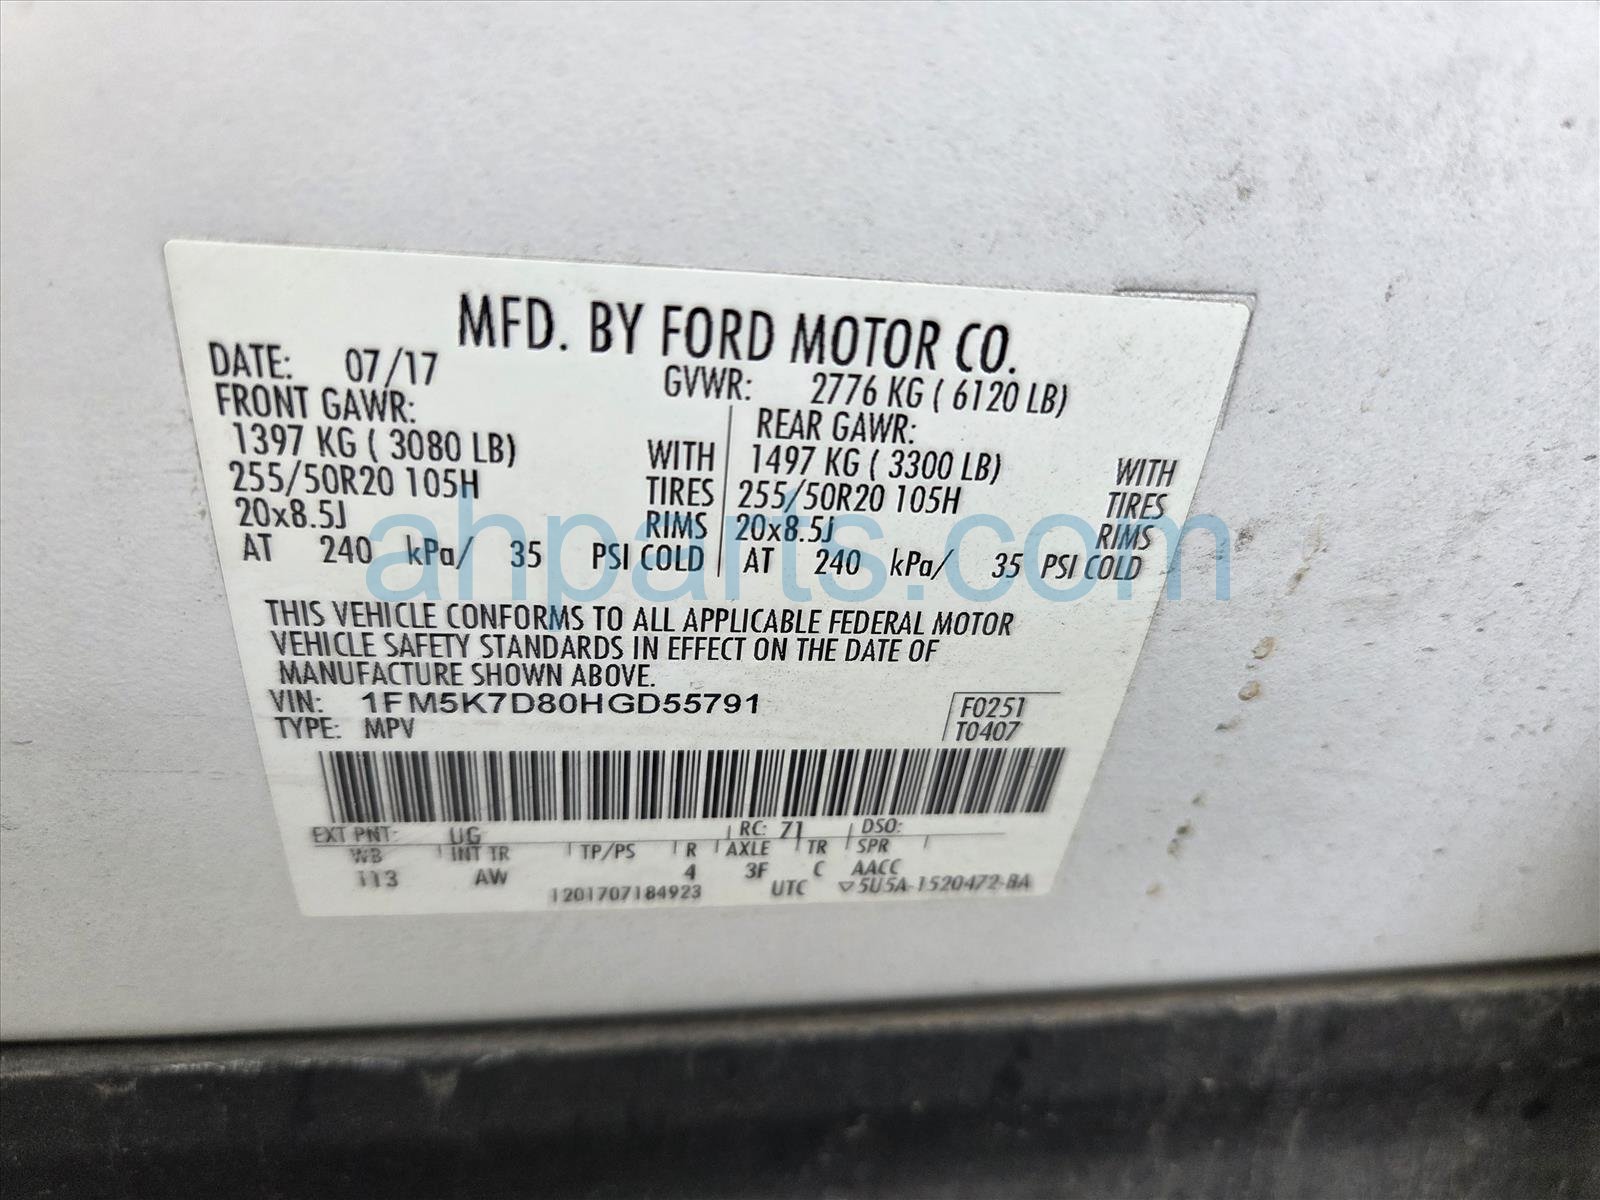 MFD. BY FORD MOTOR CO.
DATE: 07/17 GVWR: 2776 KG ( 6120 LB)
FRONT GAWR: REAR GAWR:
1397 KG ( 3080 LB) WITH 1497 KG ( 3300 LB) WITH
255/50R20 105H TIRES 255/50R20 105H TIRES
20x8.5J RIMS 20x8.5J RIMS
AT 240 kPa/ 35 PSI COLD AT 240 kPa/ 35 PSI COLD
ahparts.com
THIS VEHICLE CONFORMS TO ALL APPLICABLE FEDERAL MOTOR
VEHICLE SAFETY STANDARDS IN EFFECT ON THE DATE OF
MANUFACTURE SHOWN ABOVE.
VIN: 1FM5K7D80HGD55791 F0251
TYPE: MPV T0407
EXT PNT: UG RC: 71 DSO:
WB INT TR TP/PS R AXLE TR SPR
113 AW 4 3F C AACC
1201707184923 UTC ▽5U5A-1520472-BA